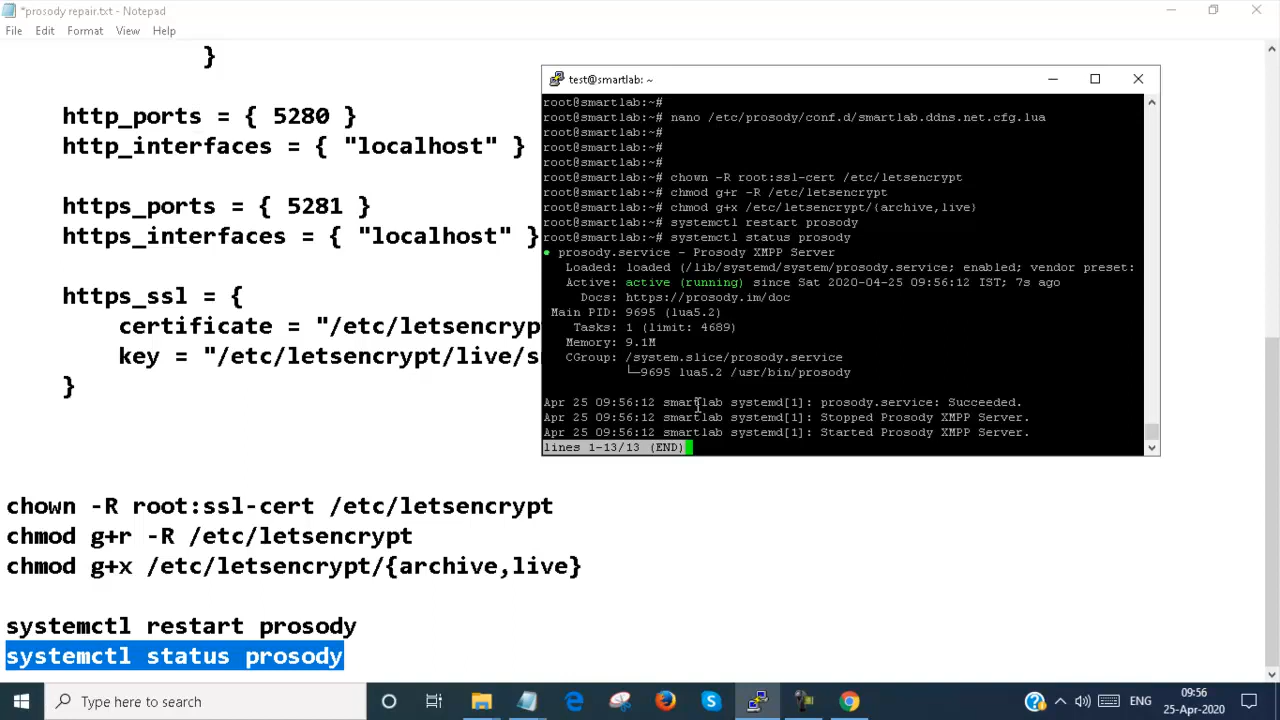 *prosody repair.txt - Notepad
File Edit Format View Help
}
http_ports = { 5280 }
http_interfaces = { "localhost" }
https_ports = { 5281 }
https_interfaces = { "localhost" }
https_ssl = {
certificate = "/etc/letsencryp
key = "/etc/letsencrypt/live/s
}
chown -R root:ssl-cert /etc/letsencrypt
chmod g+r -R /etc/letsencrypt
chmod g+x /etc/letsencrypt/{archive,live}
systemctl restart prosody
systemctl status prosody
test@smartlab: ~
root@smartlab:~#
root@smartlab:~# nano /etc/prosody/conf.d/smartlab.ddns.net.cfg.lua
root@smartlab:~#
root@smartlab:~#
root@smartlab:~#
root@smartlab:~# chown -R root:ssl-cert /etc/letsencrypt
root@smartlab:~# chmod g+r -R /etc/letsencrypt
root@smartlab:~# chmod g+x /etc/letsencrypt/{archive,live}
root@smartlab:~# systemctl restart prosody
root@smartlab:~# systemctl status prosody
● prosody.service - Prosody XMPP Server
Loaded: loaded (/lib/systemd/system/prosody.service; enabled; vendor preset:
Active: active (running) since Sat 2020-04-25 09:56:12 IST; 7s ago
Docs: https://prosody.im/doc
Main PID: 9695 (lua5.2)
Tasks: 1 (limit: 4689)
Memory: 9.1M
CGroup: /system.slice/prosody.service
└─9695 lua5.2 /usr/bin/prosody
Apr 25 09:56:12 smartlab systemd[1]: prosody.service: Succeeded.
Apr 25 09:56:12 smartlab systemd[1]: Stopped Prosody XMPP Server.
Apr 25 09:56:12 smartlab systemd[1]: Started Prosody XMPP Server.
lines 1-13/13 (END)
Type here to search
ENG
09:56
25-Apr-2020